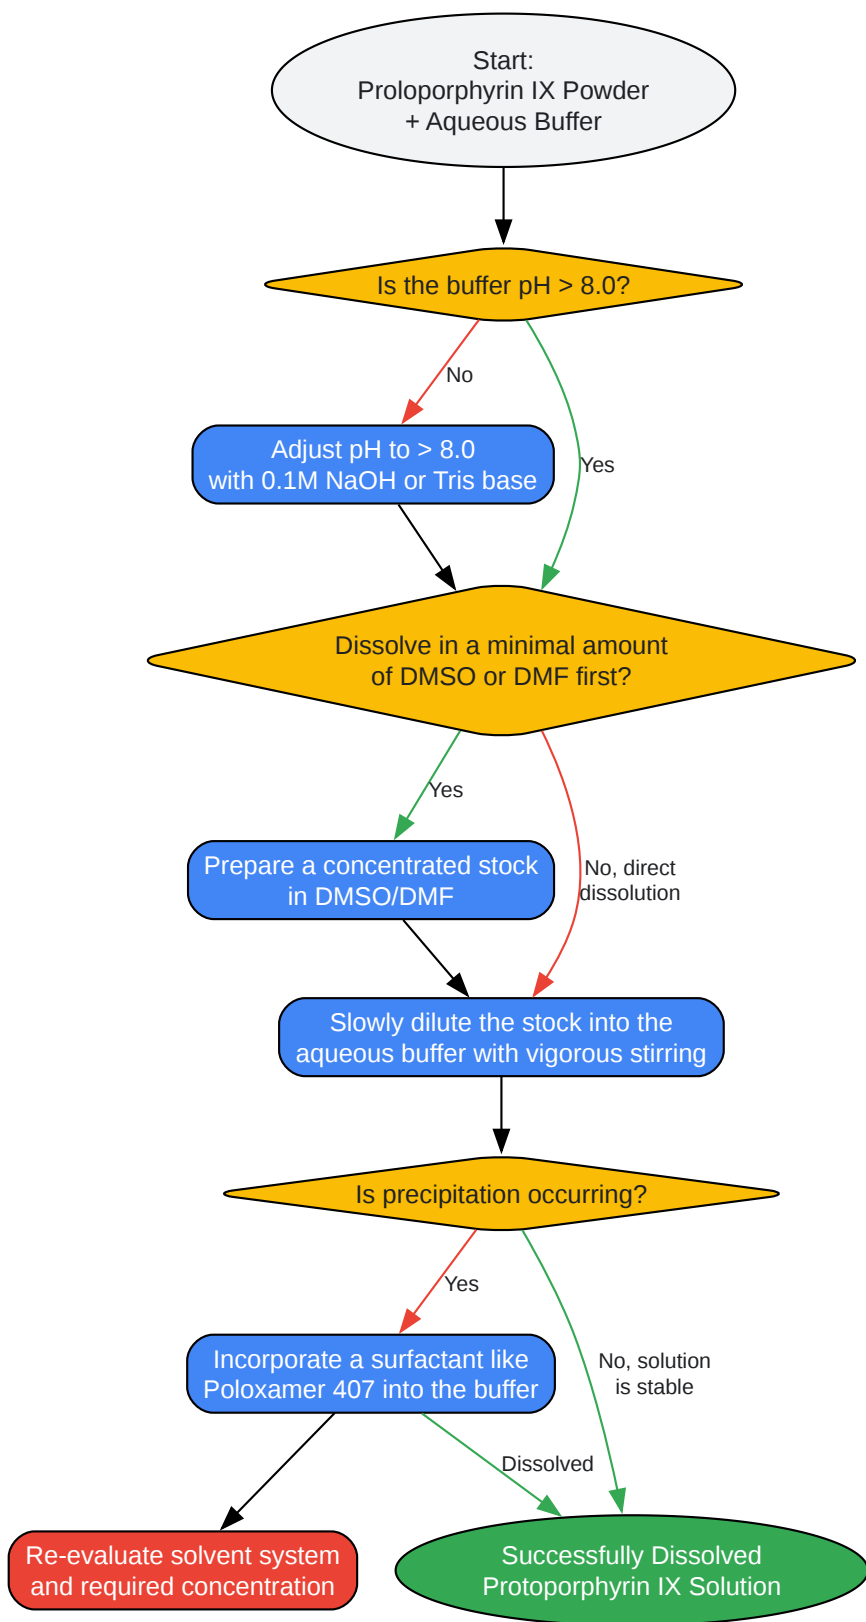 Start:
Proloporphyrin IX Powder
+ Aqueous Buffer
Is the buffer pH > 8.0?
No
Adjust pH to > 8.0
with 0.1M NaOH or Tris base
Yes
Dissolve in a minimal amount
of DMSO or DMF first?
Yes
Prepare a concentrated stock
in DMSO/DMF
No, direct
dissolution
Slowly dilute the stock into the
aqueous buffer with vigorous stirring
Is precipitation occurring?
Yes
Incorporate a surfactant like
Poloxamer 407 into the buffer
No, solution
is stable
Dissolved
Re-evaluate solvent system
and required concentration
Successfully Dissolved
Protoporphyrin IX Solution